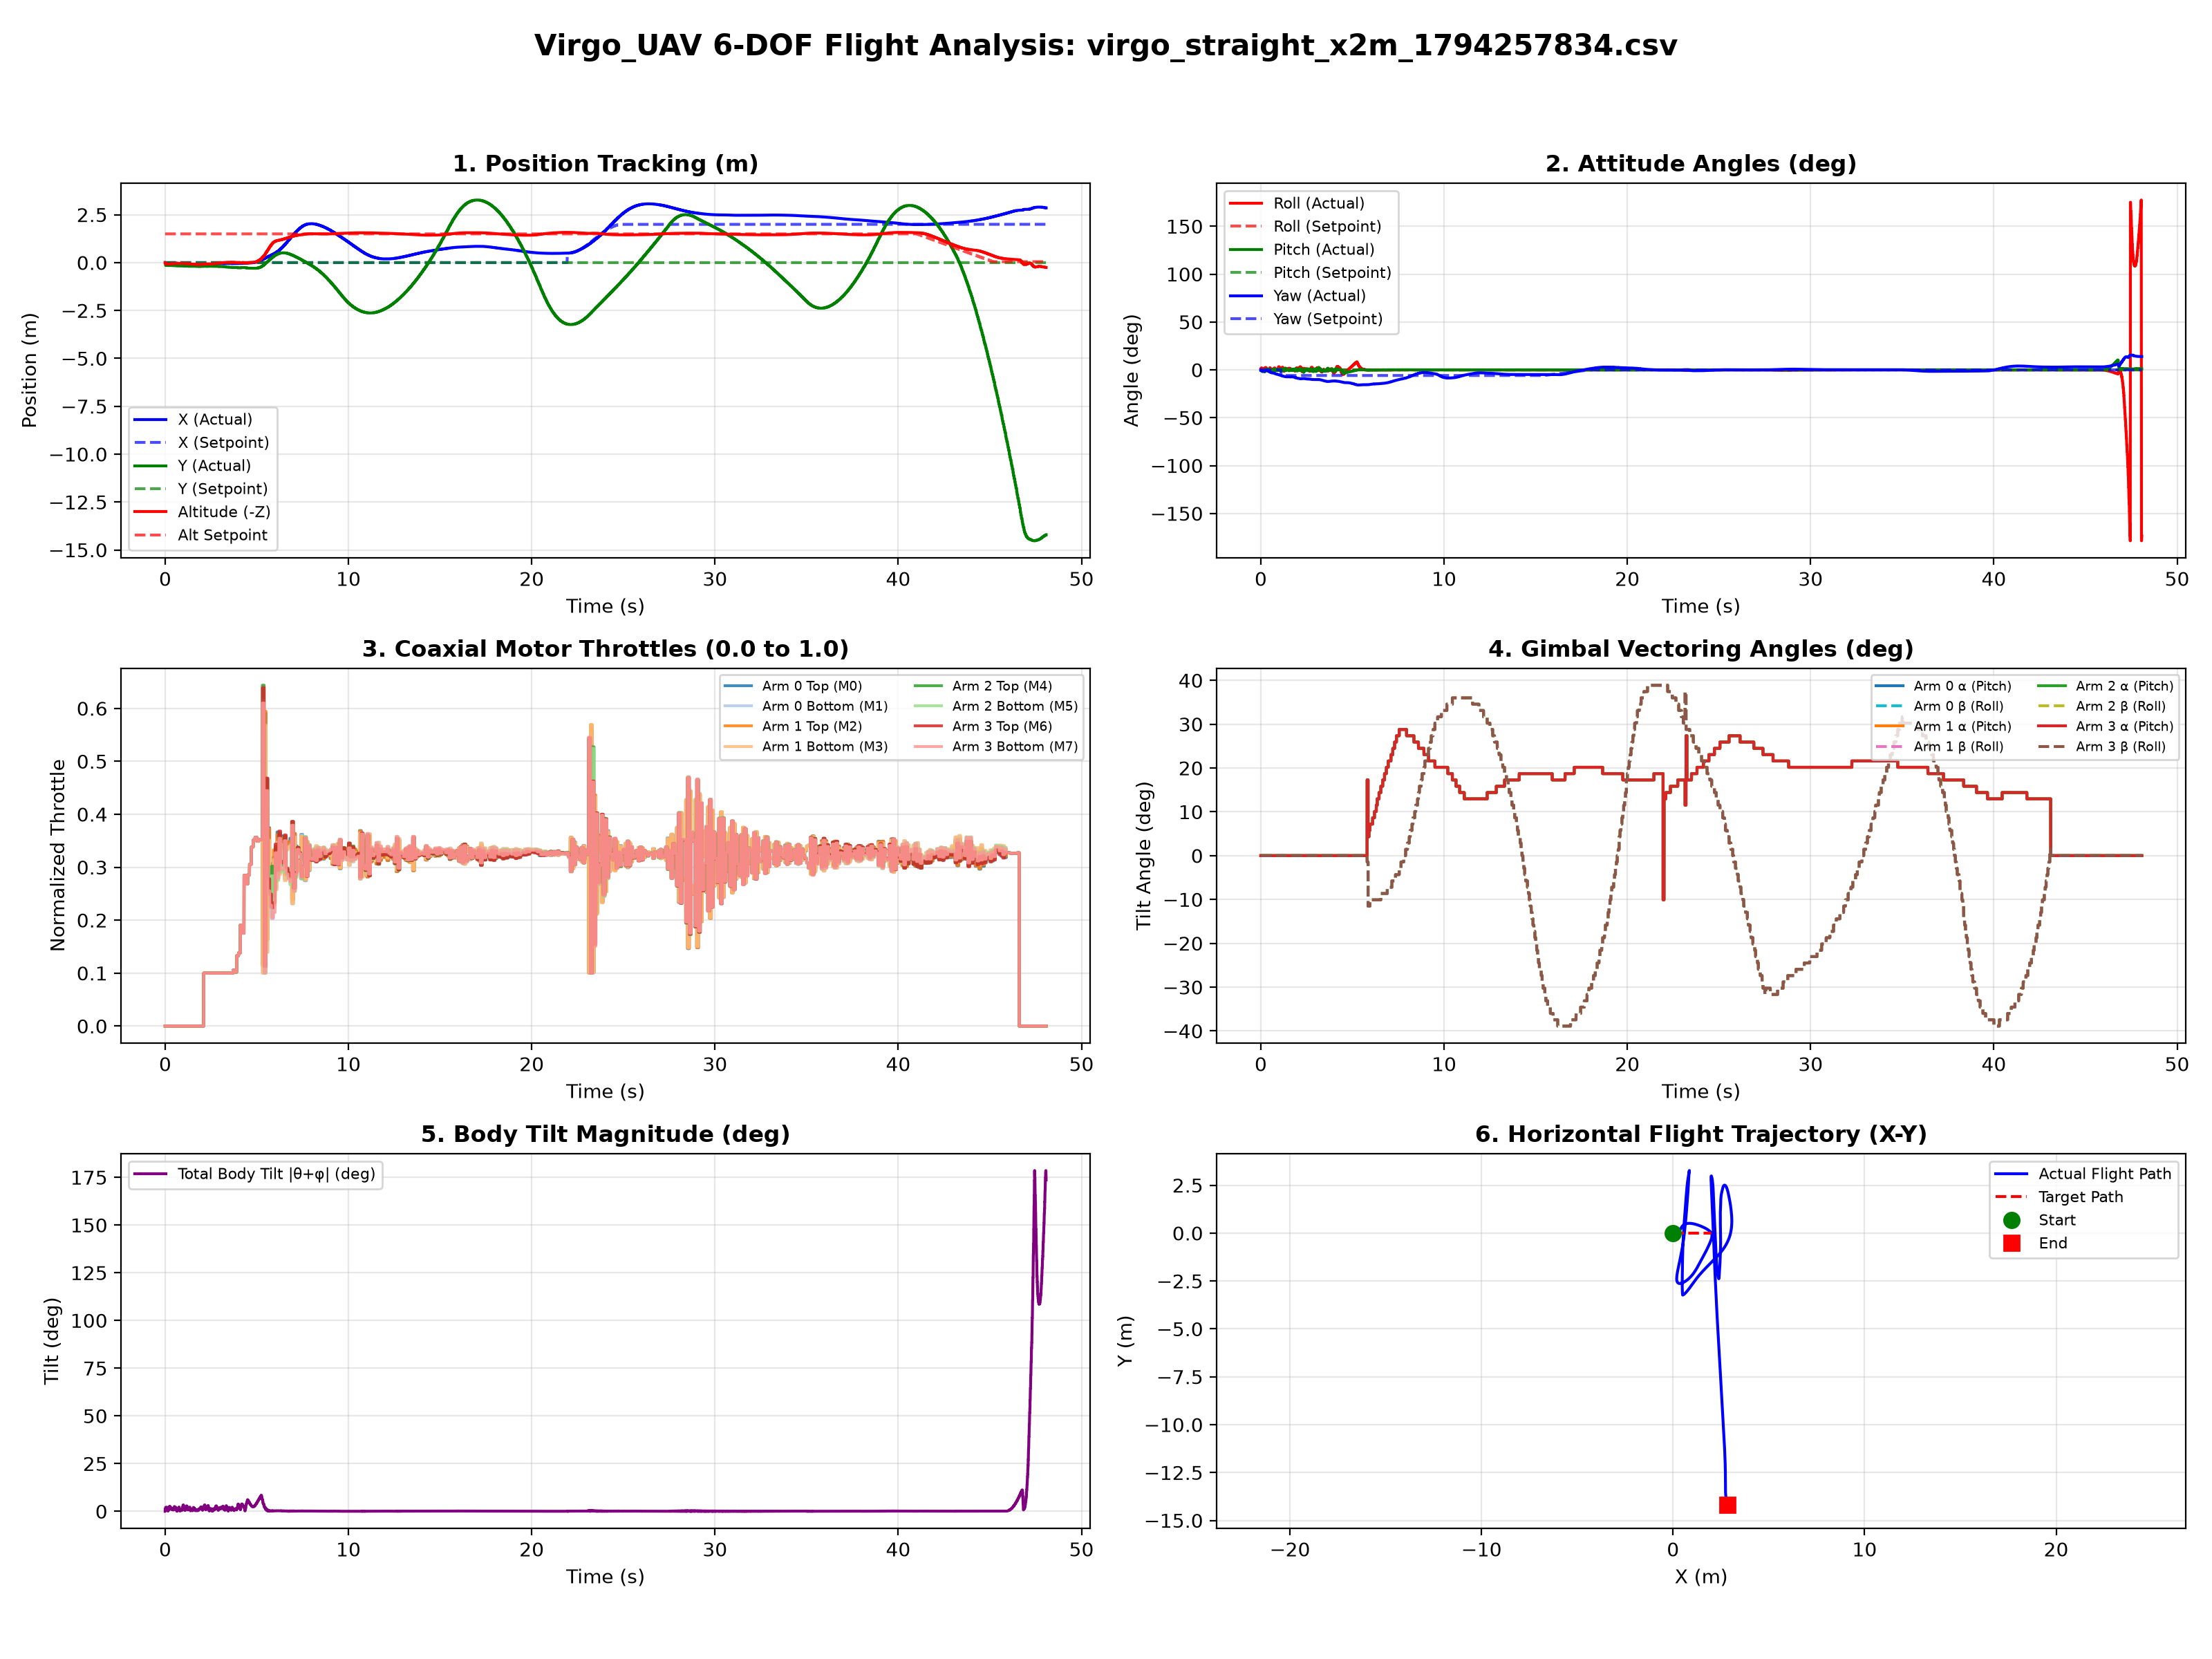 Virgo_UAV 6-DOF Flight Analysis: virgo_straight_x2m_1794257834.csv
1. Position Tracking (m)
Position (m)
2.5
0.0
−2.5
−5.0
−7.5
−10.0
−12.5
−15.0
X (Actual)
X (Setpoint)
Y (Actual)
Y (Setpoint)
Altitude (-Z)
Alt Setpoint
0 10 20 30 40 50
Time (s)
2. Attitude Angles (deg)
Angle (deg)
150
100
50
0
−50
−100
−150
Roll (Actual)
Roll (Setpoint)
Pitch (Actual)
Pitch (Setpoint)
Yaw (Actual)
Yaw (Setpoint)
0 10 20 30 40 50
Time (s)
3. Coaxial Motor Throttles (0.0 to 1.0)
Normalized Throttle
0.6
0.5
0.4
0.3
0.2
0.1
0.0
Arm 0 Top (M0) Arm 2 Top (M4)
Arm 0 Bottom (M1) Arm 2 Bottom (M5)
Arm 1 Top (M2) Arm 3 Top (M6)
Arm 1 Bottom (M3) Arm 3 Bottom (M7)
0 10 20 30 40 50
Time (s)
4. Gimbal Vectoring Angles (deg)
Tilt Angle (deg)
40
30
20
10
0
−10
−20
−30
−40
Arm 0 α (Pitch) Arm 2 α (Pitch)
Arm 0 β (Roll) Arm 2 β (Roll)
Arm 1 α (Pitch) Arm 3 α (Pitch)
Arm 1 β (Roll) Arm 3 β (Roll)
0 10 20 30 40 50
Time (s)
5. Body Tilt Magnitude (deg)
Tilt (deg)
175
150
125
100
75
50
25
0
Total Body Tilt |θ+φ| (deg)
0 10 20 30 40 50
Time (s)
6. Horizontal Flight Trajectory (X-Y)
Y (m)
2.5
0.0
−2.5
−5.0
−7.5
−10.0
−12.5
−15.0
Actual Flight Path
Target Path
Start
End
−20 −10 0 10 20
X (m)